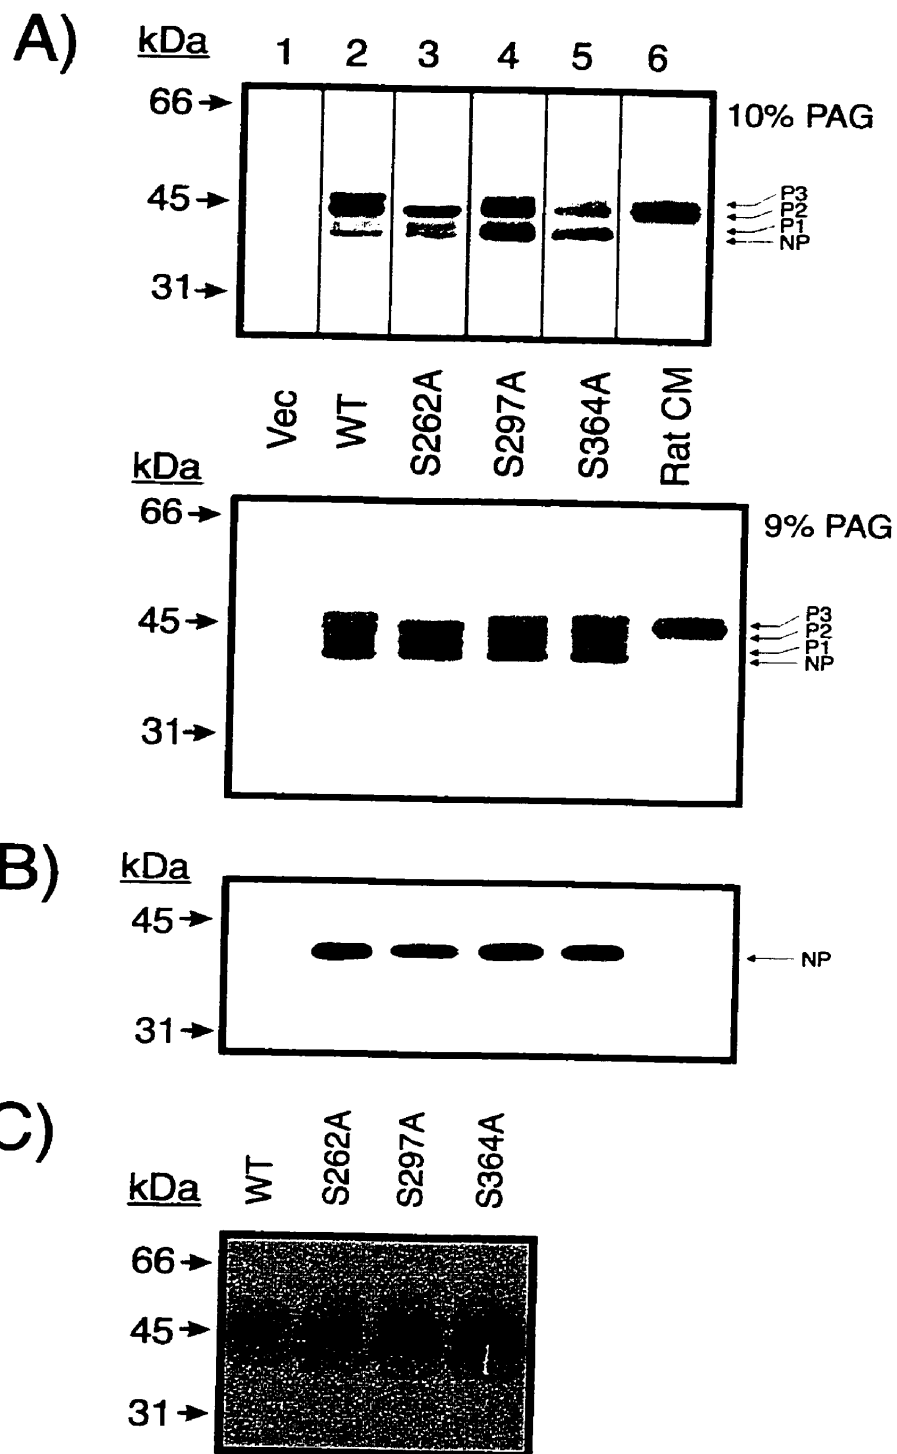 A)
kDa 1 2 3 4 5 6
66
10% PAG
45
P3
P2
P1
NP
31
Vec WT S262A S297A S364A Rat CM
kDa
66
9% PAG
45
P3
P2
P1
NP
31
B)
kDa
45
NP
31
C)
WT S262A S297A S364A
kDa
66
45
31